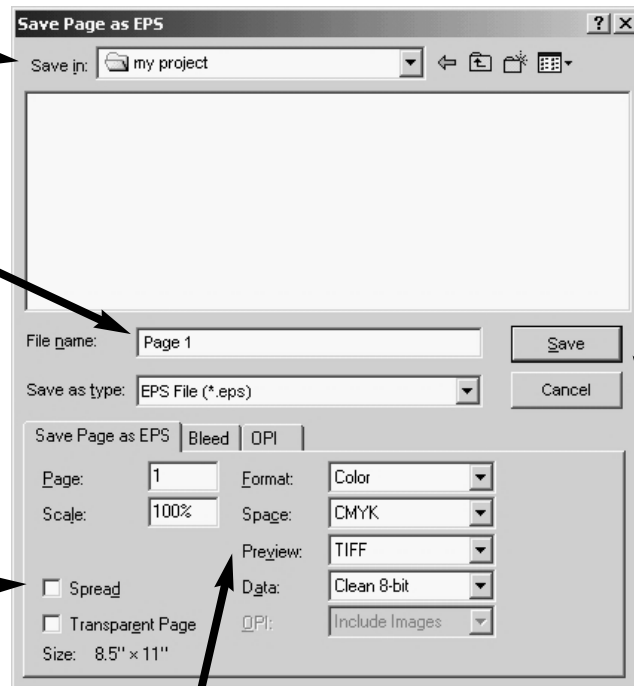 Save Page as EPS ? X
Save in: my project
File name: Page 1 Save
Save as type: EPS File (*.eps) Cancel
Save Page as EPS Bleed OPI
Page: 1 Format: Color
Scale: 100% Space: CMYK
Preview: TIFF
Spread Data: Clean 8-bit
Transparent Page OPI: Include Images
Size: 8.5" × 11"